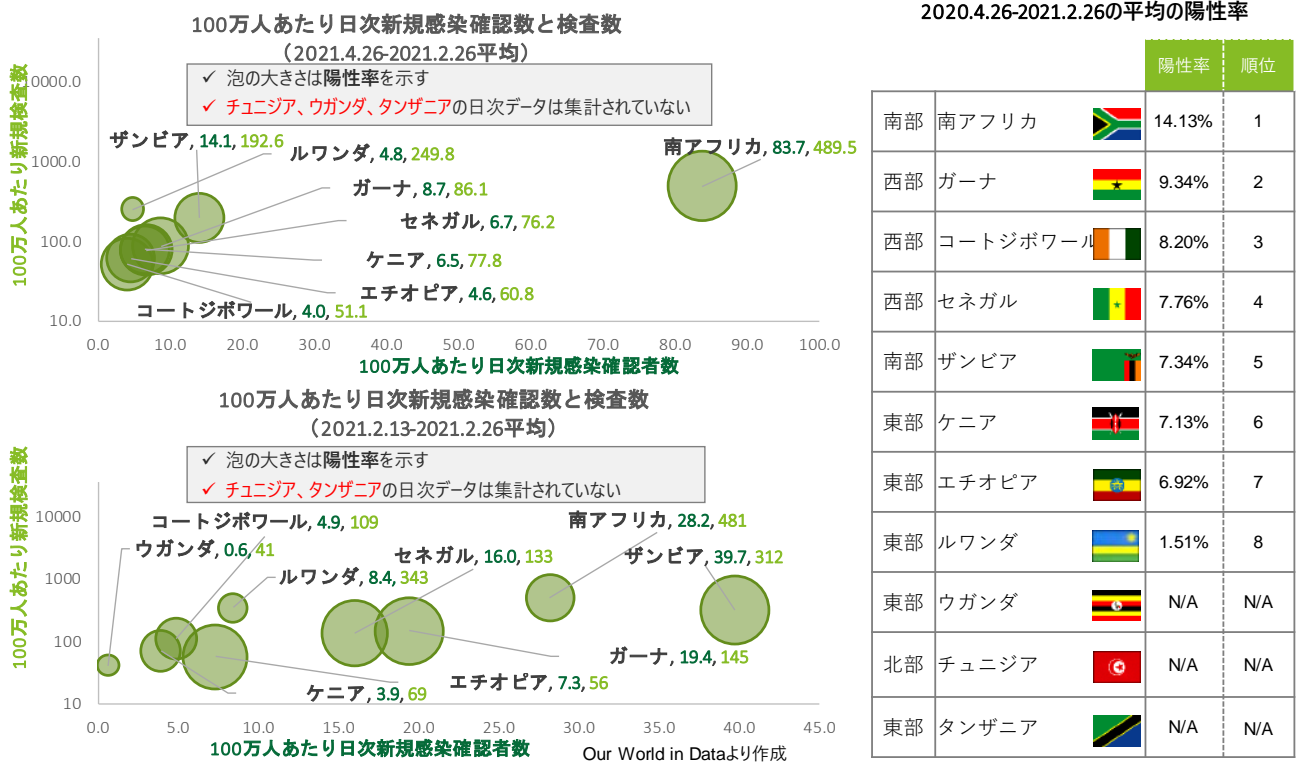 100万人あたり日次新規感染確認数と検査数
（2021.4.26-2021.2.26平均）
✓ 泡の大きさは陽性率を示す
✓ チュニジア、ウガンダ、タンザニアの日次データは集計されていない
100万人あたり新規検査数
10000.0
1000.0
100.0
10.0
ザンビア, 14.1, 192.6
ルワンダ, 4.8, 249.8
南アフリカ, 83.7, 489.5
ガーナ, 8.7, 86.1
セネガル, 6.7, 76.2
ケニア, 6.5, 77.8
エチオピア, 4.6, 60.8
コートジボワール, 4.0, 51.1
0.0 10.0 20.0 30.0 40.0 50.0 60.0 70.0 80.0 90.0 100.0
100万人あたり日次新規感染確認者数
100万人あたり日次新規感染確認数と検査数
（2021.2.13-2021.2.26平均）
✓ 泡の大きさは陽性率を示す
✓ チュニジア、タンザニアの日次データは集計されていない
100万人あたり新規検査数
10000
1000
100
10
コートジボワール, 4.9, 109
南アフリカ, 28.2, 481
ウガンダ, 0.6, 41
セネガル, 16.0, 133
ザンビア, 39.7, 312
ルワンダ, 8.4, 343
ガーナ, 19.4, 145
エチオピア, 7.3, 56
ケニア, 3.9, 69
0.0 5.0 10.0 15.0 20.0 25.0 30.0 35.0 40.0 45.0
100万人あたり日次新規感染確認者数
Our World in Dataより作成
2020.4.26-2021.2.26の平均の陽性率
陽性率 順位
南部 南アフリカ 14.13% 1
西部 ガーナ 9.34% 2
西部 コートジボワール 8.20% 3
西部 セネガル 7.76% 4
南部 ザンビア 7.34% 5
東部 ケニア 7.13% 6
東部 エチオピア 6.92% 7
東部 ルワンダ 1.51% 8
東部 ウガンダ N/A N/A
北部 チュニジア N/A N/A
東部 タンザニア N/A N/A